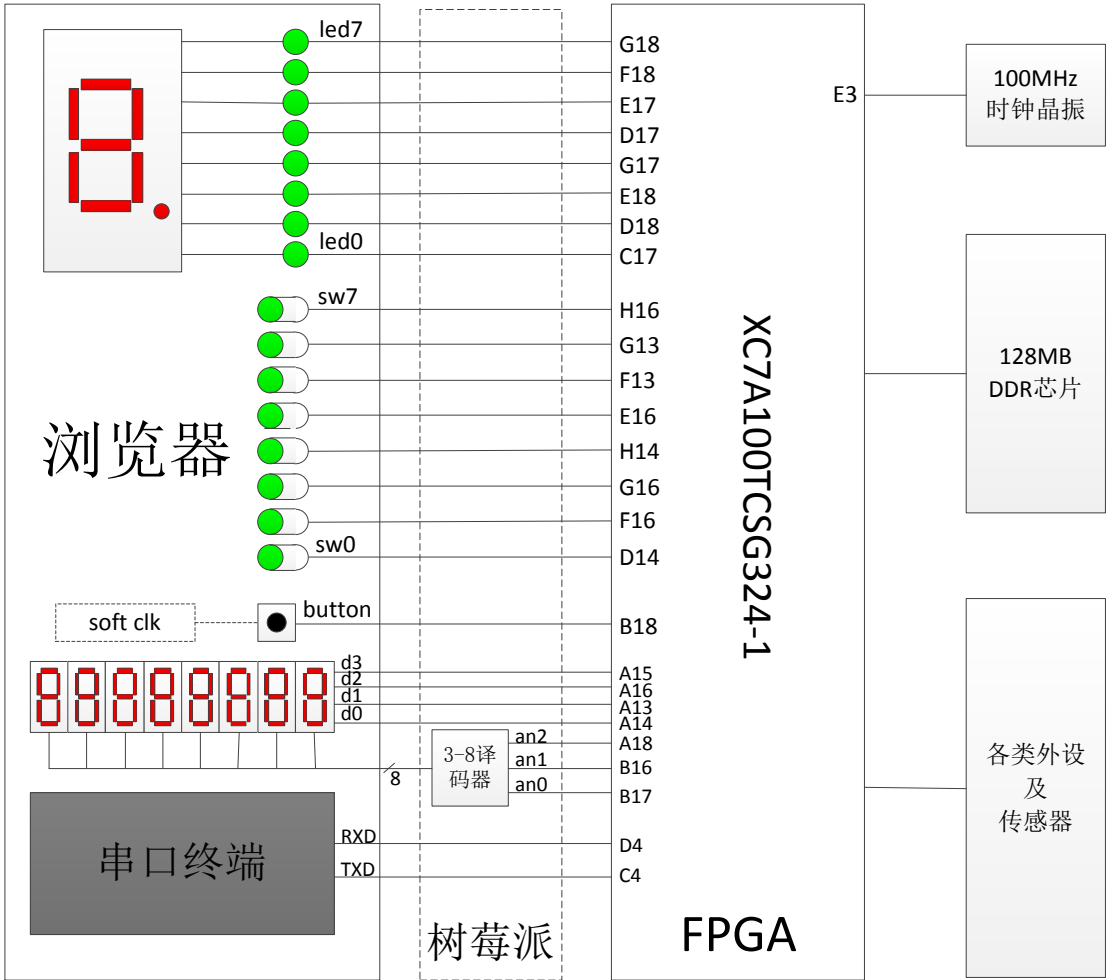 led7
led0
sw7
浏览器
sw0
soft clk
button
d3
d2
d1
d0
8
3-8译
码器
an2
an1
an0
串口终端
RXD
TXD
树莓派
G18
F18
E17
D17
G17
E18
D18
C17
H16
G13
F13
E16
H14
G16
F16
D14
B18
A15
A16
A13
A14
A18
B16
B17
D4
C4
E3
XC7A100TCSG324-1
FPGA
100MHz
时钟晶振
128MB
DDR芯片
各类外设
及
传感器